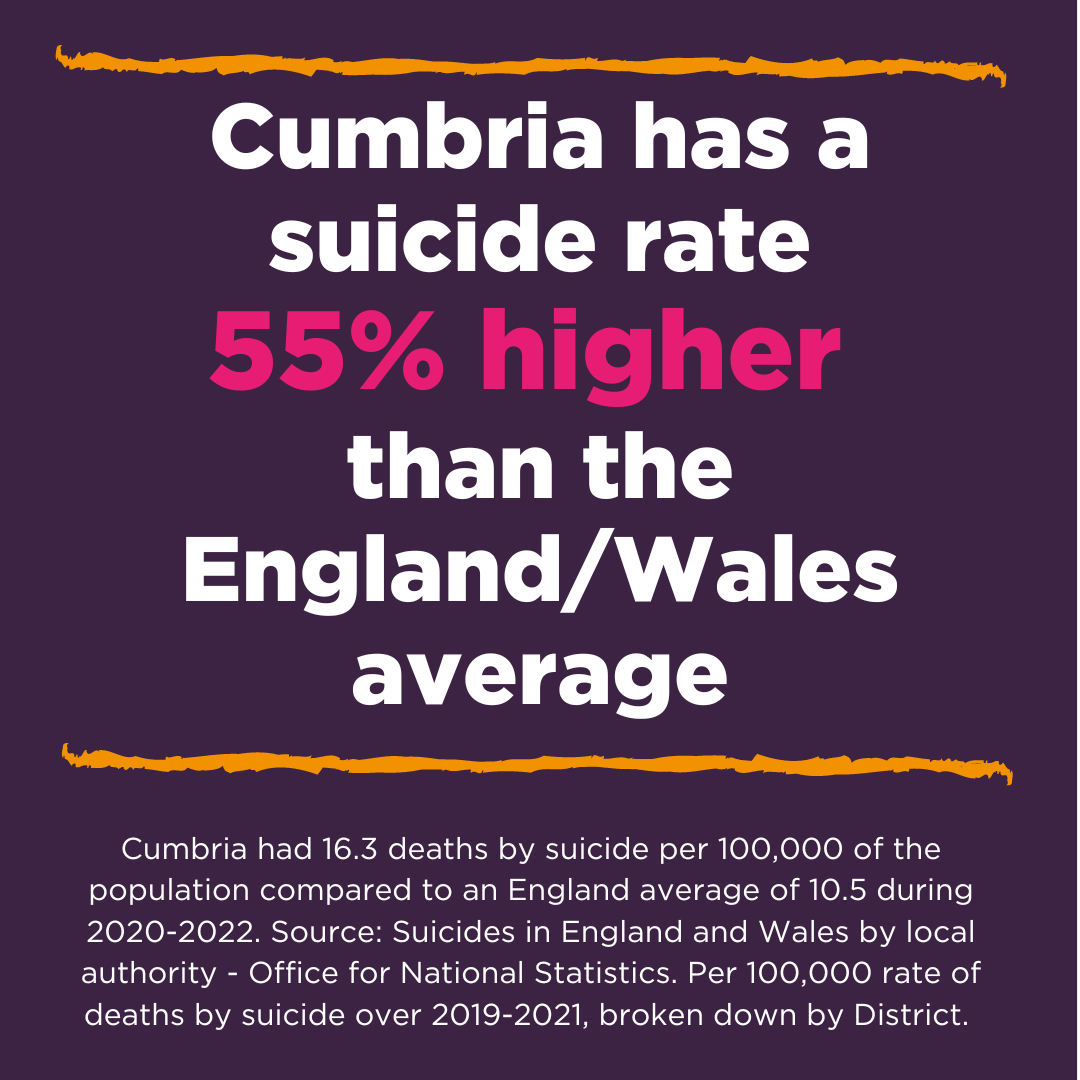 Cumbria has a
suicide rate
55% higher
than the
England/Wales
average
Cumbria had 16.3 deaths by suicide per 100,000 of the
population compared to an England average of 10.5 during
2020-2022. Source: Suicides in England and Wales by local
authority - Office for National Statistics. Per 100,000 rate of
deaths by suicide over 2019-2021, broken down by District.